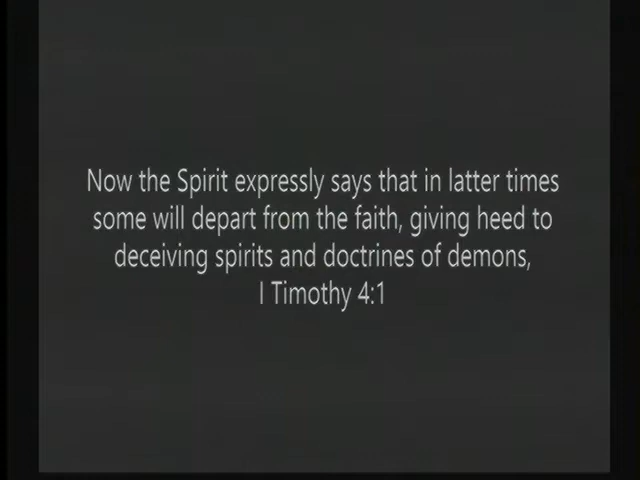 Now the Spirit expressly says that in latter times
some will depart from the faith, giving heed to
deceiving spirits and doctrines of demons,
I Timothy 4:1